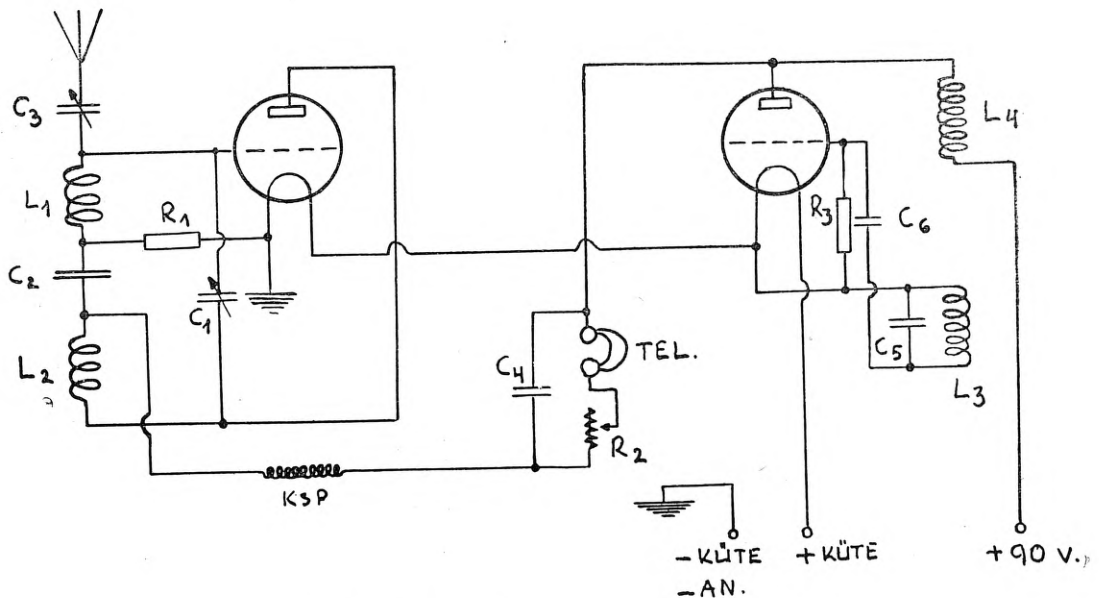 C3
L1
R1
C2
C1
L2
KSP
C4
TEL.
R2
R3
C6
C5
L3
L4
- KÜTE
- AN.
+ KÜTE
+90 V.